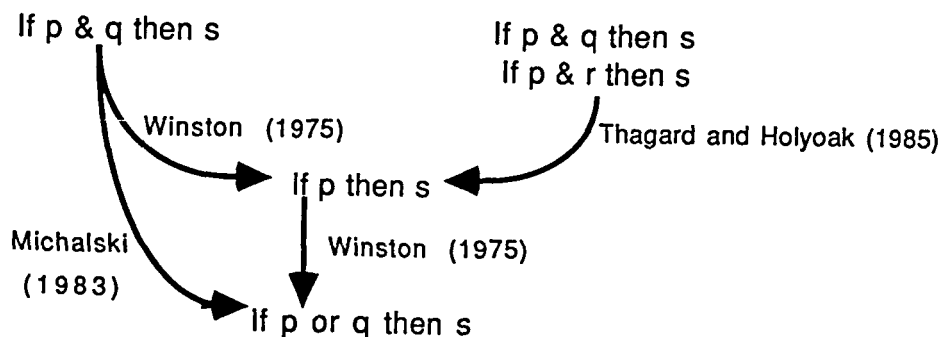 If p & q then s
If p & q then s
If p & r then s
Winston (1975)
Thagard and Holyoak (1985)
If p then s
Michalski
(1983)
Winston (1975)
If p or q then s